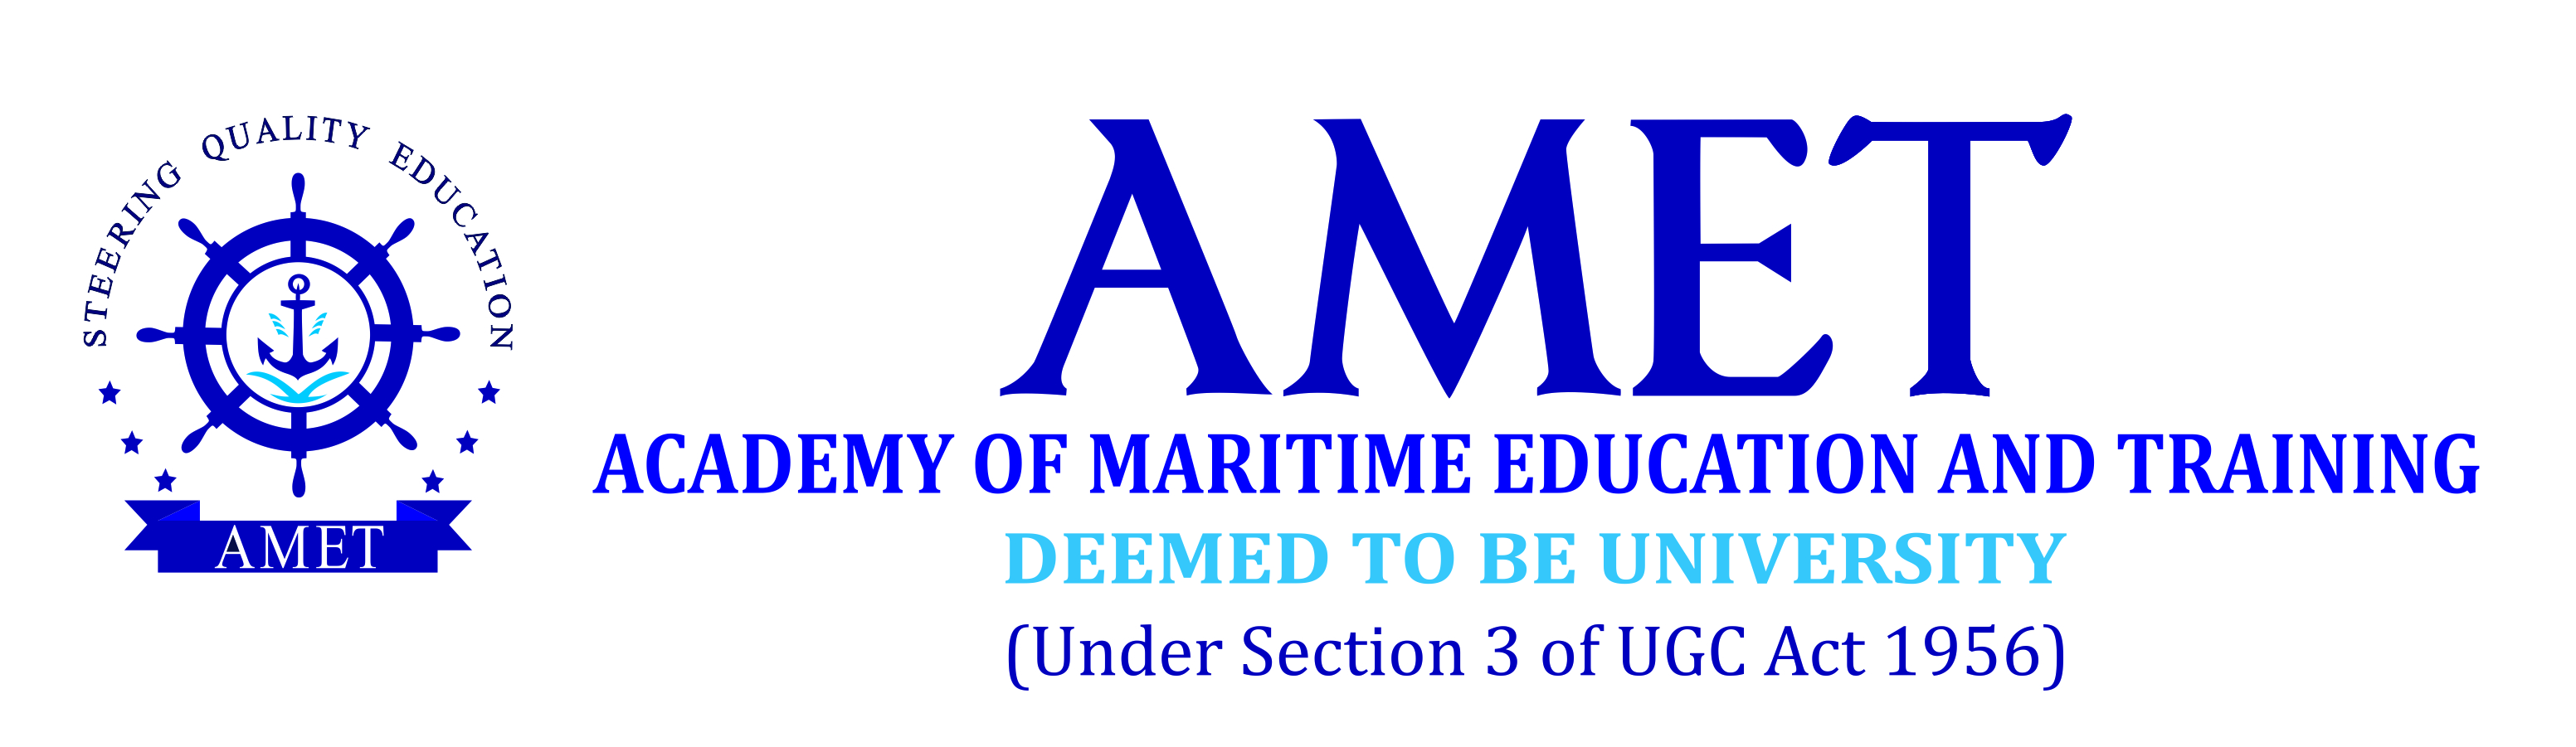 STEERING QUALITY EDUCATION
AMET
AMET
ACADEMY OF MARITIME EDUCATION AND TRAINING
DEEMED TO BE UNIVERSITY
(Under Section 3 of UGC Act 1956)